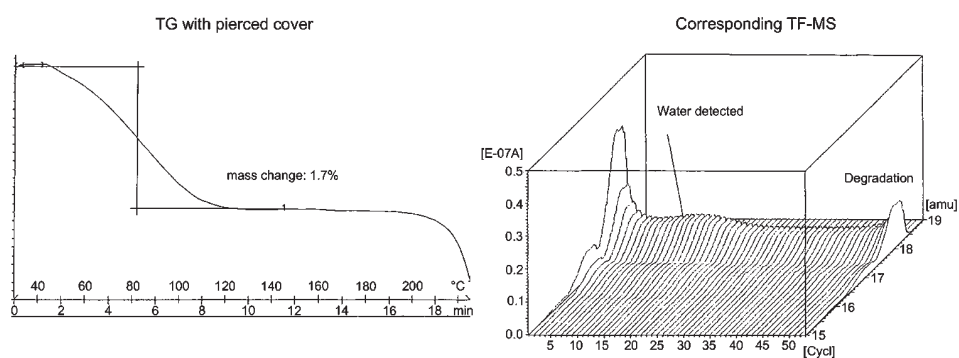 TG with pierced cover
mass change: 1.7%
1
40 60 80 100 120 140 160 180 200 °C
0 2 4 6 8 10 12 14 16 18 min
Corresponding TF-MS
Water detected
[E-07A]
0.5
0.4
0.3
0.2
0.1
0.0
Degradation
[amu]
19
18
17
16
15
5 10 15 20 25 30 35 40 45 50
[Cycl]